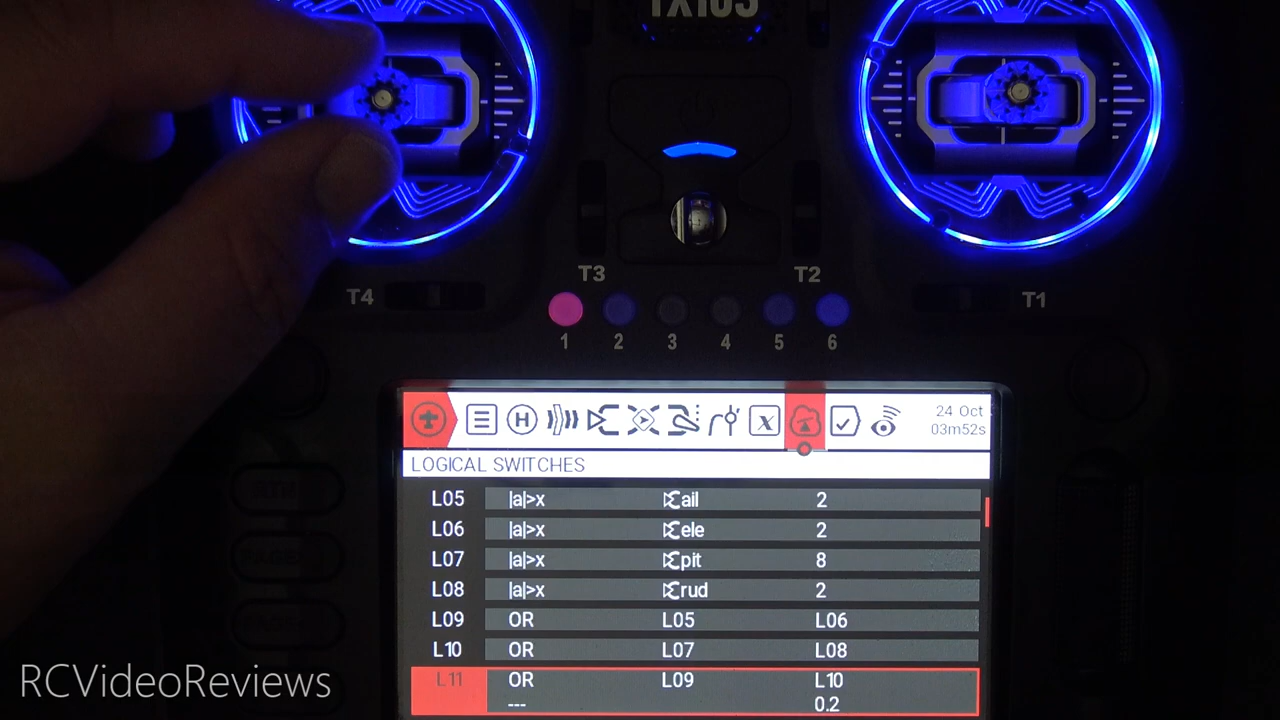 TX16S
T3
T2
T4
T1
1 2 3 4 5 6
H
x
24 Oct
03m52s
LOGICAL SWITCHES
L05 |a|>x ail 2
L06 |a|>x ele 2
L07 |a|>x pit 8
L08 |a|>x rud 2
L09 OR L05 L06
L10 OR L07 L08
L11 OR L09 L10
--- 0.2
RCVideoReviews